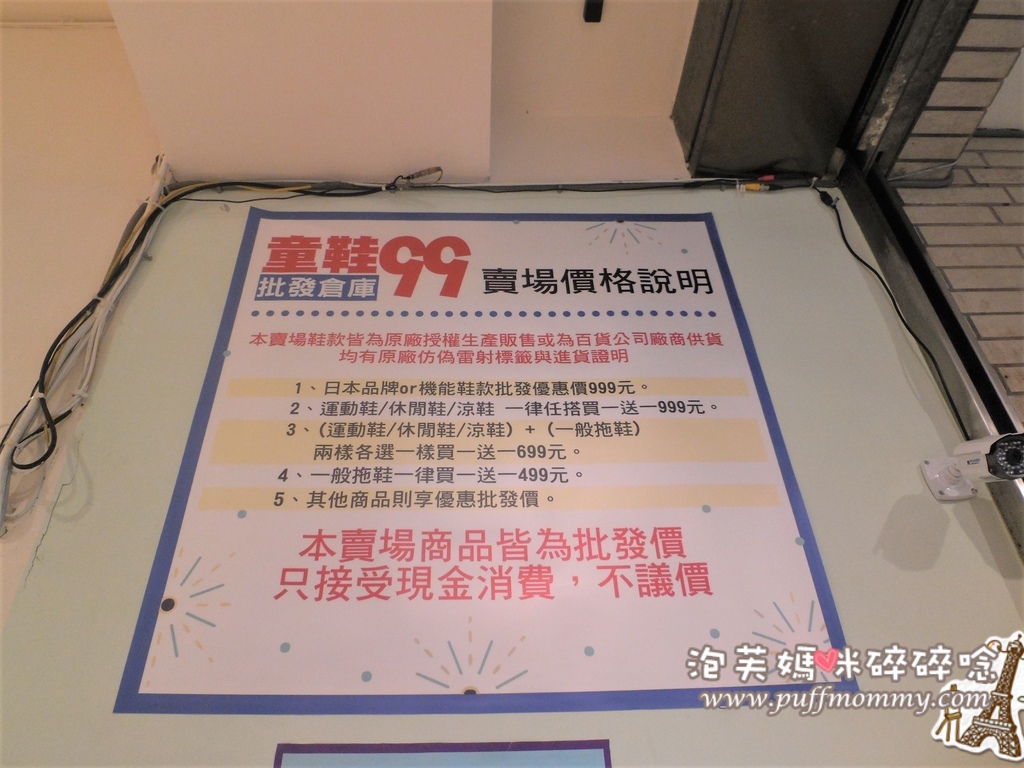 童鞋
批發倉庫
99
賣場價格說明
本賣場鞋款皆為原廠授權生產販售或為百貨公司廠商供貨
均有原廠仿偽雷射標籤與進貨證明
1、日本品牌or機能鞋款批發優惠價999元。
2、運動鞋/休閒鞋/涼鞋 一律任搭買一送一999元。
3、(運動鞋/休閒鞋/涼鞋)+(一般拖鞋)
兩樣各選一樣買一送一699元。
4、一般拖鞋一律買一送一499元。
5、其他商品則享優惠批發價。
本賣場商品皆為批發價
只接受現金消費，不議價
泡芙媽咪碎碎唸
www.puffmommy.com